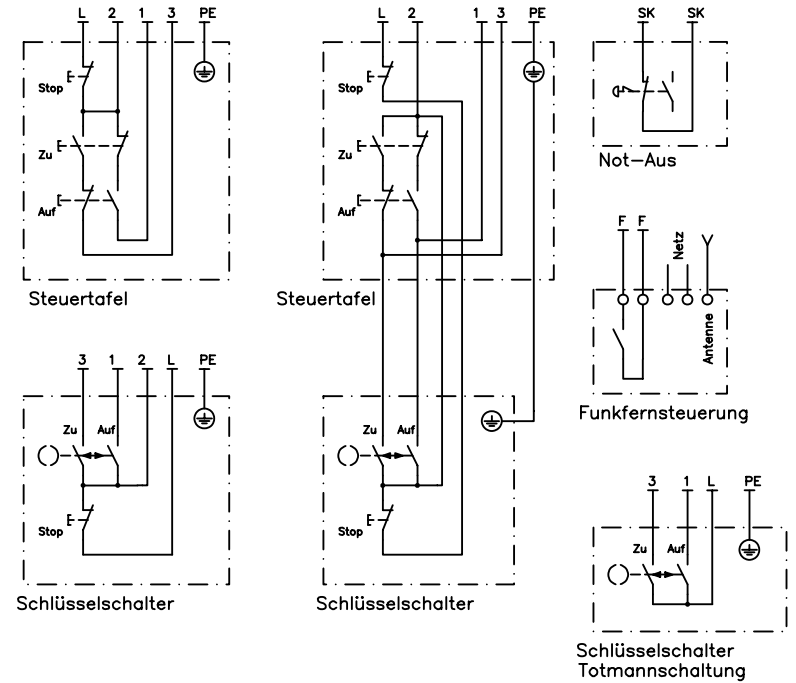 L 2 1 3 PE
Stop
Zu
Auf
Steuertafel
L 2 1 3 PE
Stop
Zu
Auf
Steuertafel
SK SK
Not-Aus
F F
Netz
Antenne
Funkfernsteuerung
3 1 2 L PE
Zu Auf
Stop
Schlüsselschalter
Zu Auf
Stop
Schlüsselschalter
3 1 L PE
Zu Auf
Schlüsselschalter
Totmannschaltung